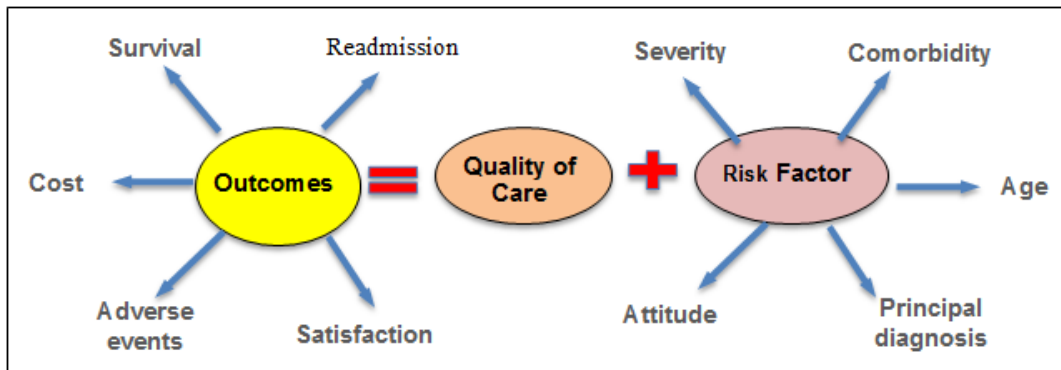 Survival
Readmission
Severity
Comorbidity
Cost
Outcomes
=
Quality of
Care
+
Risk Factor
Age
Adverse
events
Satisfaction
Attitude
Principal
diagnosis